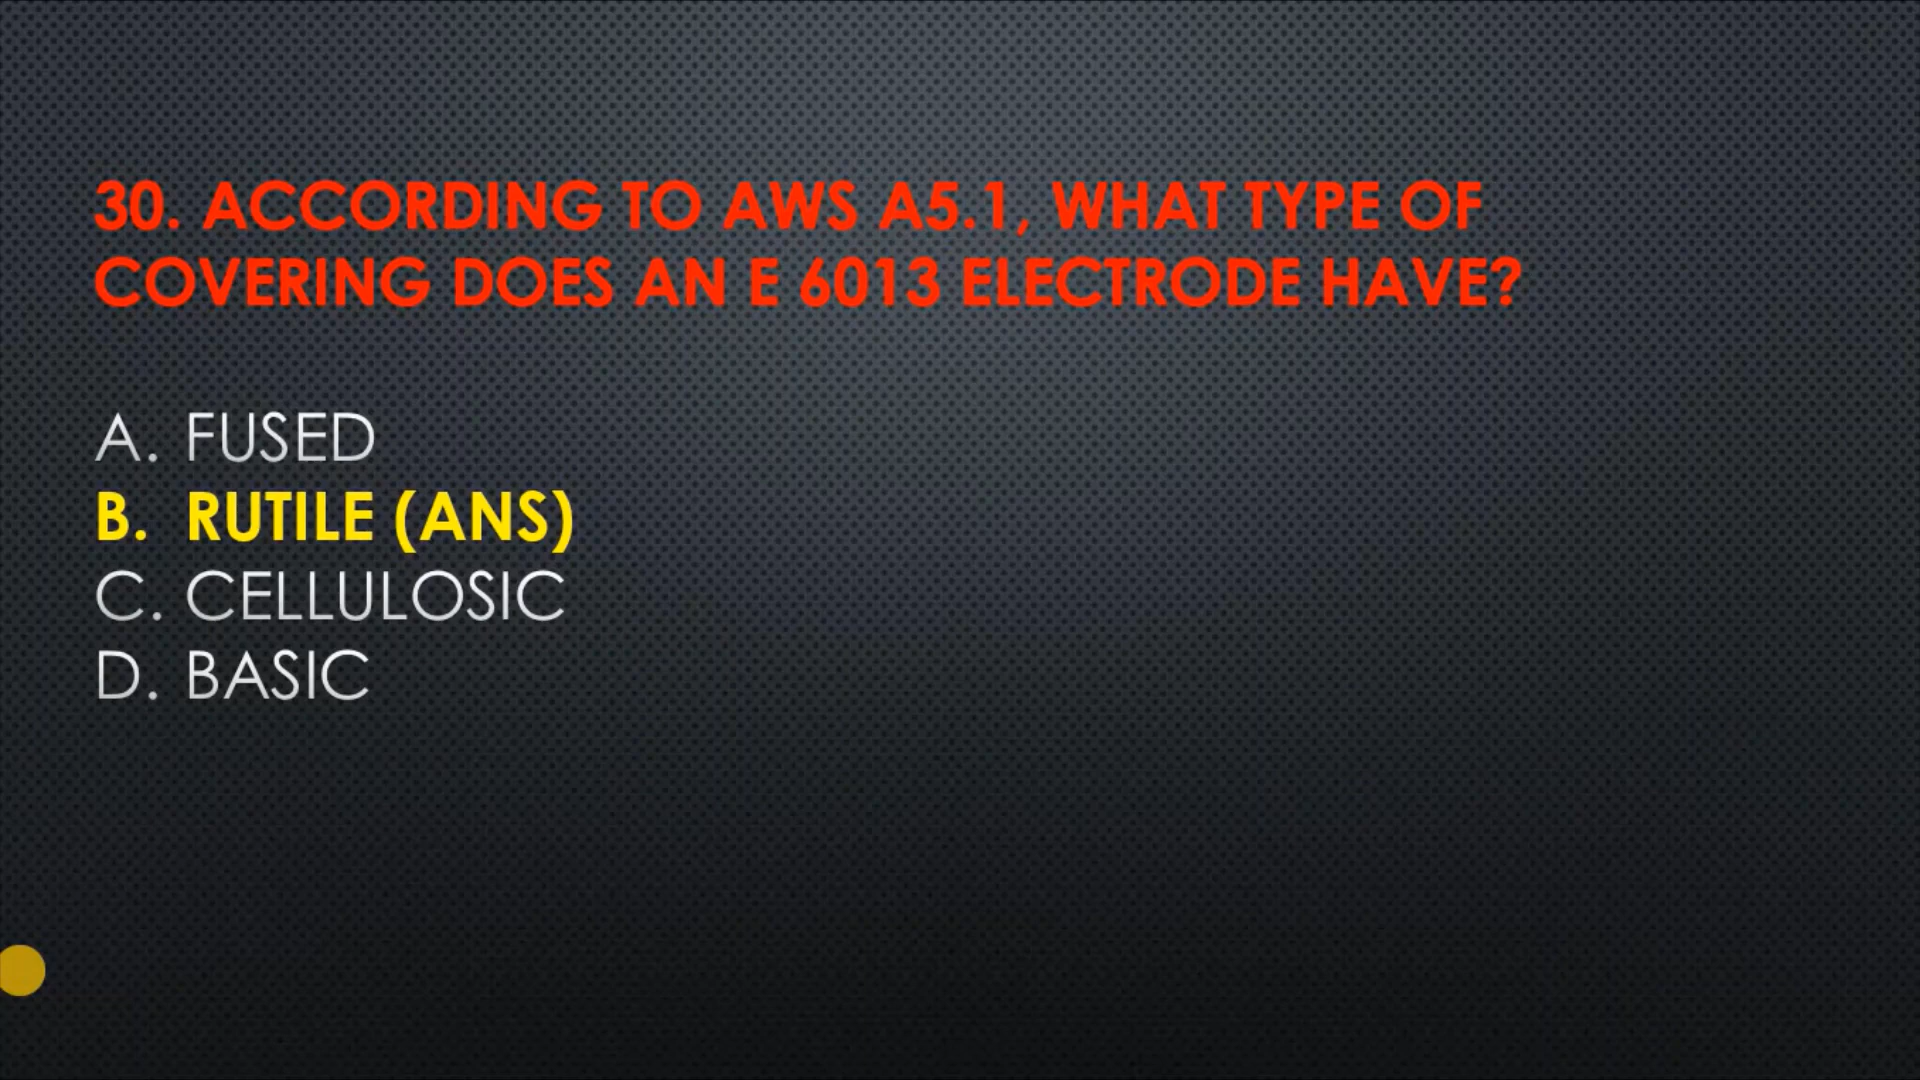 30. ACCORDING TO AWS A5.1, WHAT TYPE OF
COVERING DOES AN E 6013 ELECTRODE HAVE?
A. FUSED
B. RUTILE (ANS)
C. CELLULOSIC
D. BASIC